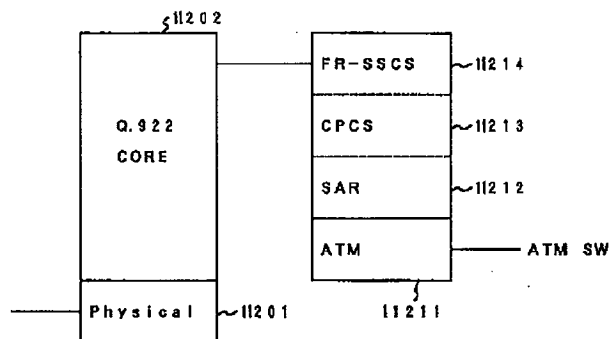 11202
FR-SSCS
11214
Q.922
CORE
CPCS
11213
SAR
11212
ATM
ATM SW
Physical
11201
11211